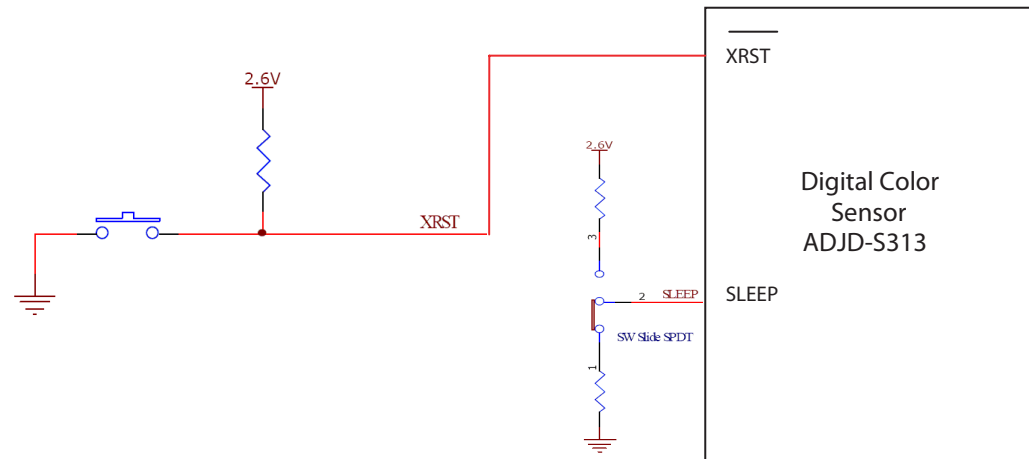 XRST
2.6V
2.6V
Digital Color
Sensor
ADJD-S313
XRST
3
2
SLEEP
SLEEP
SW Slide SPDT
1